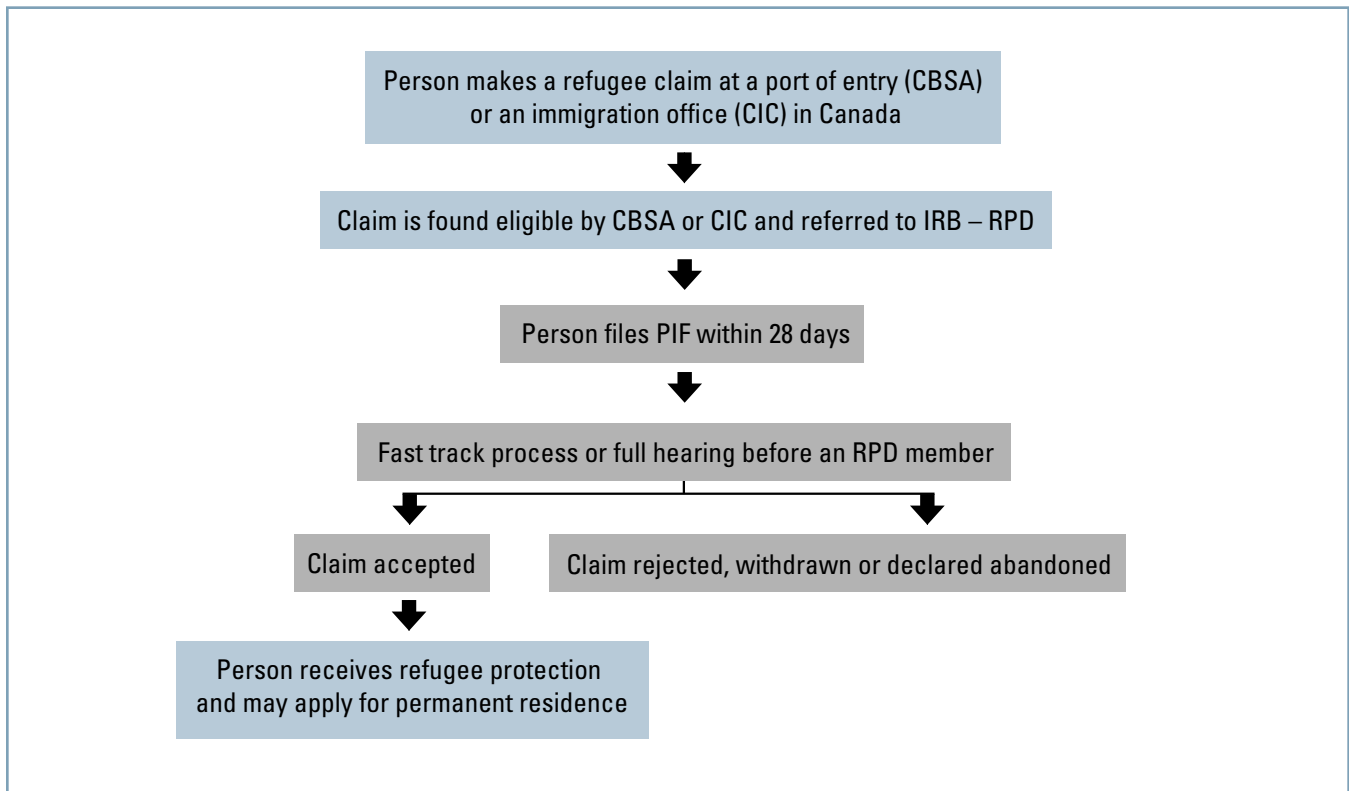 Person makes a refugee claim at a port of entry (CBSA)
or an immigration office (CIC) in Canada
Claim is found eligible by CBSA or CIC and referred to IRB – RPD
Person files PIF within 28 days
Fast track process or full hearing before an RPD member
Claim accepted
Claim rejected, withdrawn or declared abandoned
Person receives refugee protection
and may apply for permanent residence